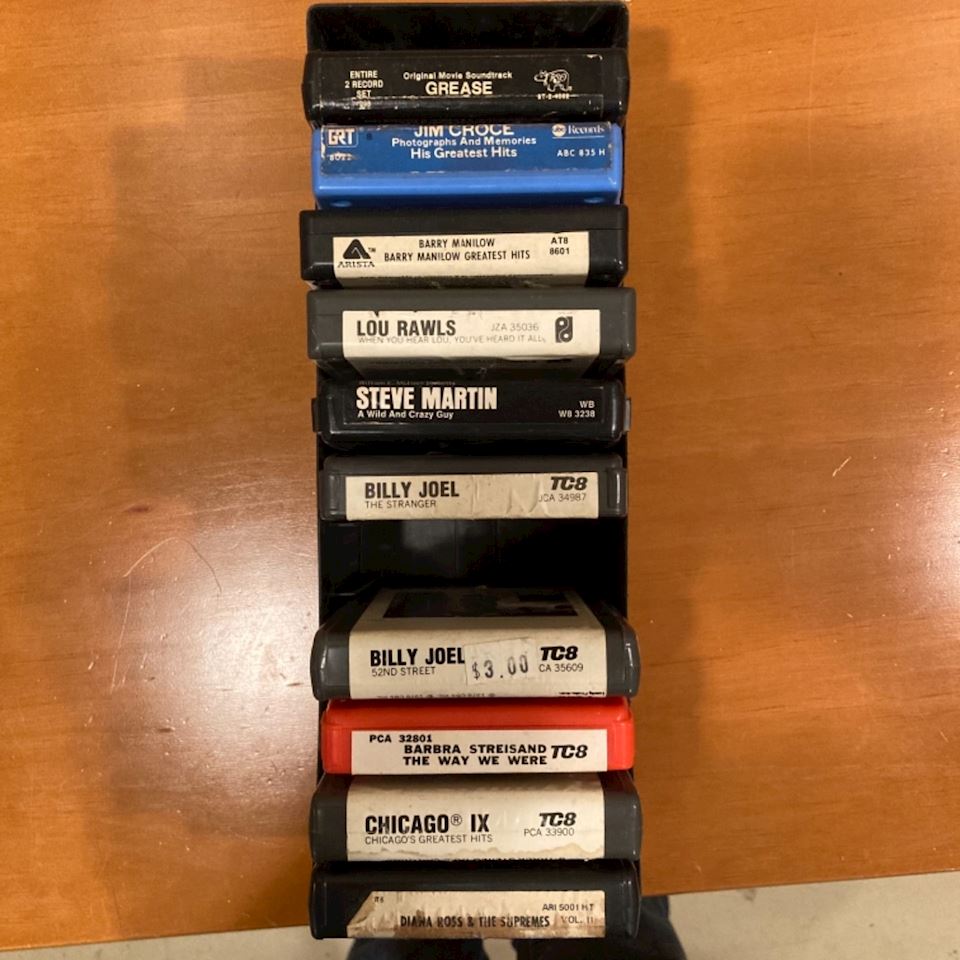 ENTIRE
2 RECORD
SET
Original Movie Soundtrack
GREASE
GRT
JIM CROCE
Photographs And Memories
His Greatest Hits
abc Records
ABC 835 H
ARISTA™
BARRY MANILOW
BARRY MANILOW GREATEST HITS
AT8
8601
LOU RAWLS
JZA 35036
WHEN YOU HEAR LOU, YOU'VE HEARD IT ALL
STEVE MARTIN
A Wild And Crazy Guy
WB
W8 3238
BILLY JOEL
THE STRANGER
TC8
JCA 34987
BILLY JOEL
52ND STREET
$3.00
TC8
CA 35609
PCA 32801
BARBRA STREISAND
THE WAY WE WERE
TC8
CHICAGO® IX
CHICAGO'S GREATEST HITS
TC8
PCA 33900
ARI 5001 HT
DIANA ROSS & THE SUPREMES VOL. II